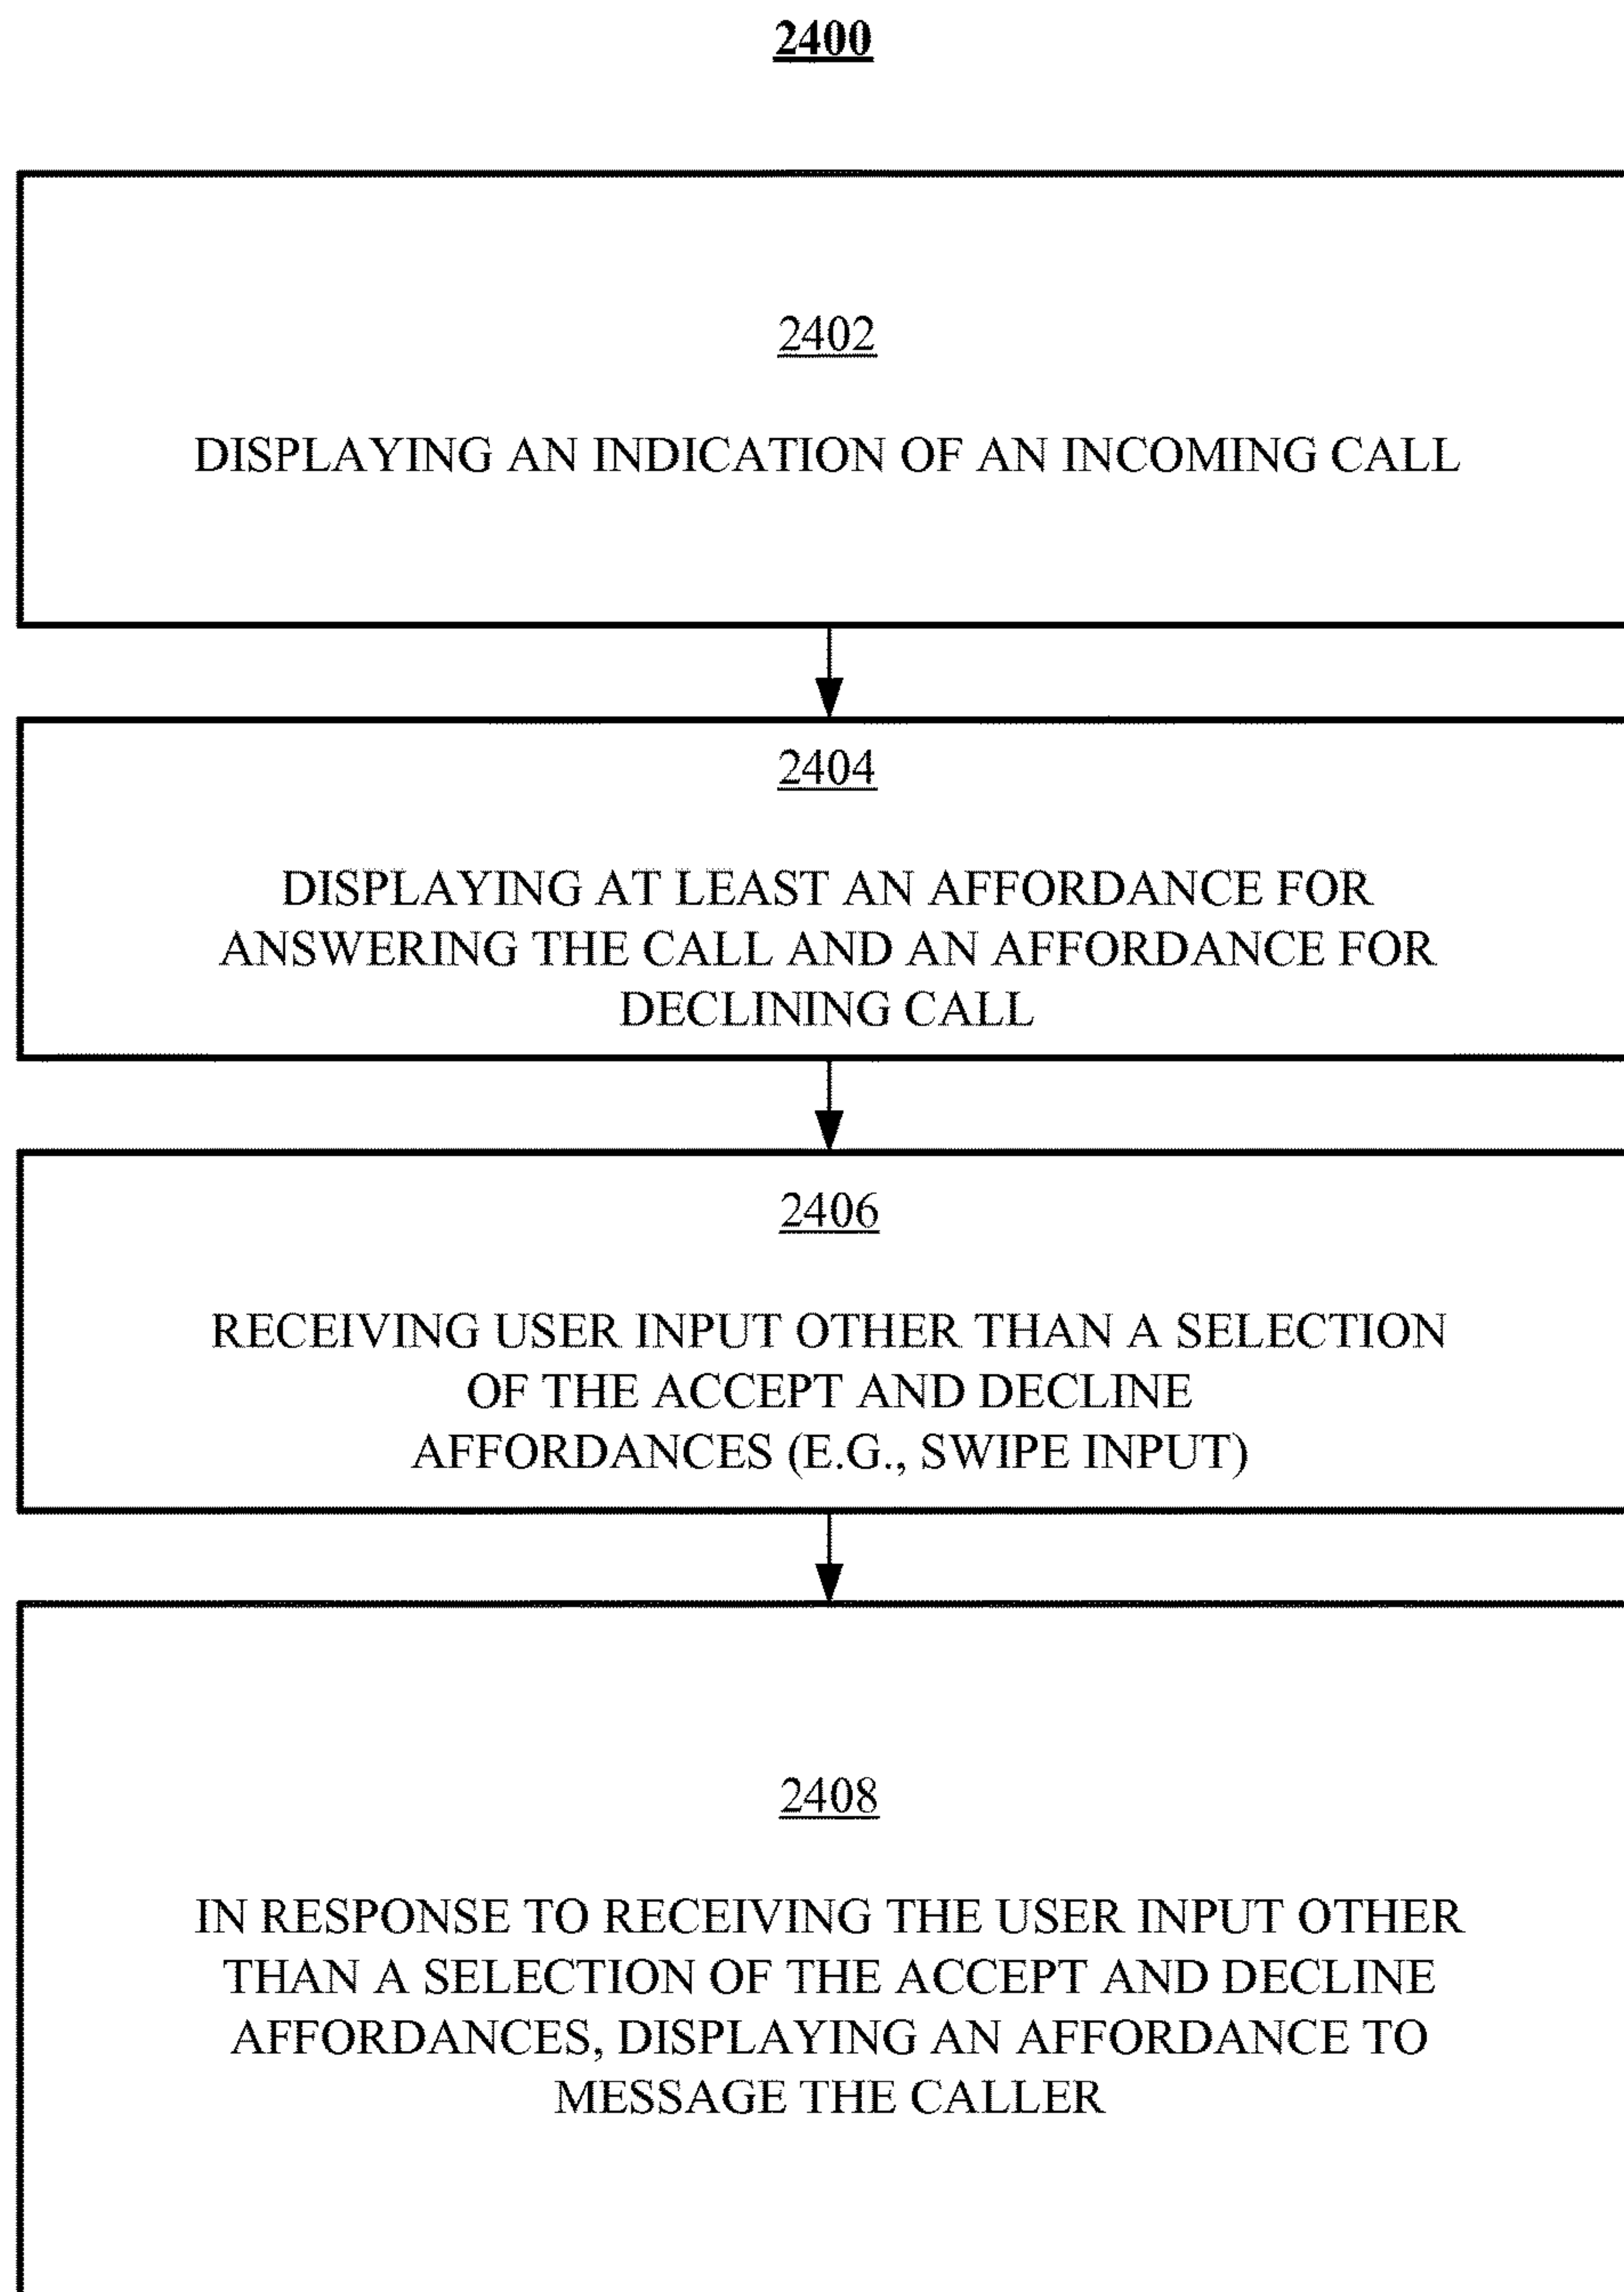 2400
2402
DISPLAYING AN INDICATION OF AN INCOMING CALL
2404
DISPLAYING AT LEAST AN AFFORDANCE FOR
ANSWERING THE CALL AND AN AFFORDANCE FOR
DECLINING CALL
2406
RECEIVING USER INPUT OTHER THAN A SELECTION
OF THE ACCEPT AND DECLINE
AFFORDANCES (E.G., SWIPE INPUT)
2408
IN RESPONSE TO RECEIVING THE USER INPUT OTHER
THAN A SELECTION OF THE ACCEPT AND DECLINE
AFFORDANCES, DISPLAYING AN AFFORDANCE TO
MESSAGE THE CALLER